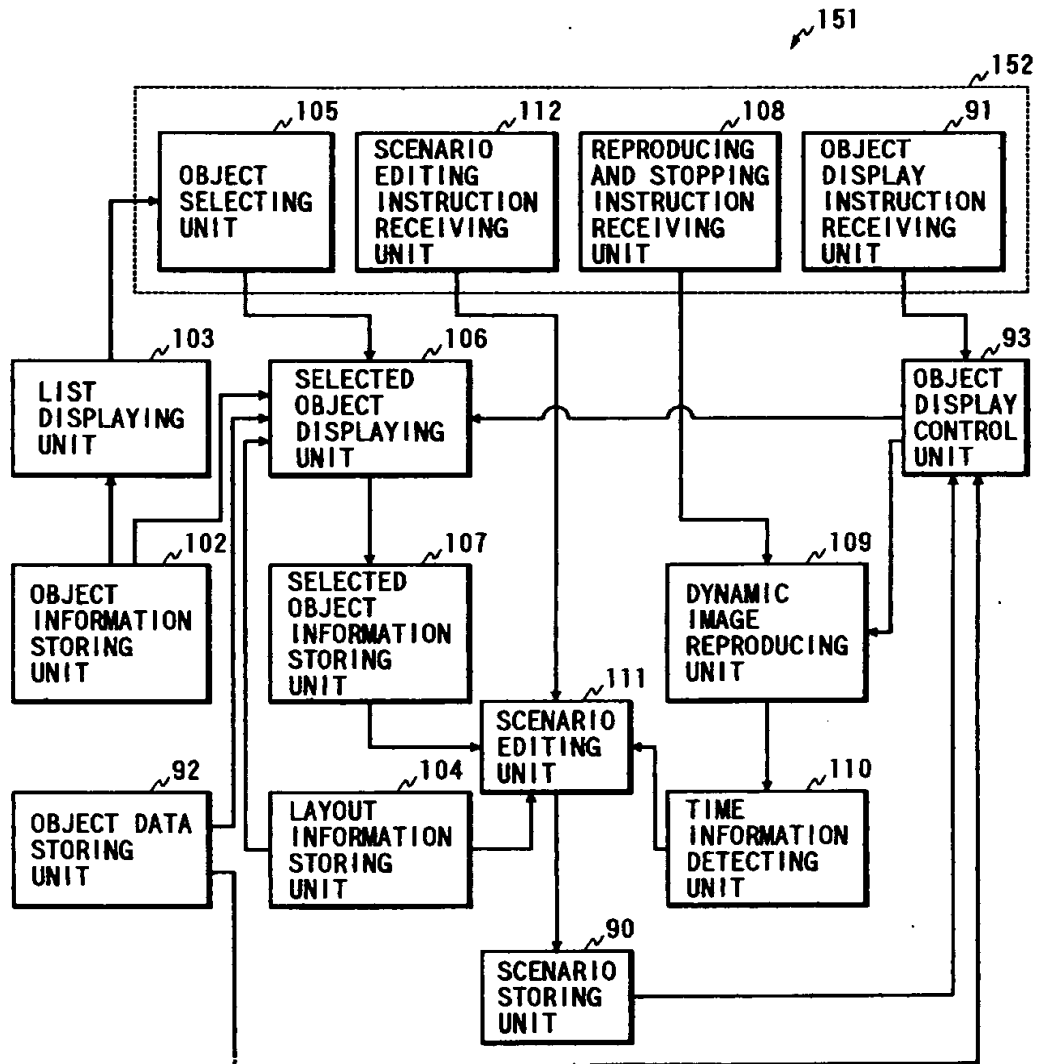 151
152
105
112
108
91
OBJECT
SELECTING
UNIT
SCENARIO
EDITING
INSTRUCTION
RECEIVING
UNIT
REPRODUCING
AND STOPPING
INSTRUCTION
RECEIVING
UNIT
OBJECT
DISPLAY
INSTRUCTION
RECEIVING
UNIT
103
106
93
LIST
DISPLAYING
UNIT
SELECTED
OBJECT
DISPLAYING
UNIT
OBJECT
DISPLAY
CONTROL
UNIT
102
107
109
OBJECT
INFORMATION
STORING
UNIT
SELECTED
OBJECT
INFORMATION
STORING
UNIT
DYNAMIC
IMAGE
REPRODUCING
UNIT
111
SCENARIO
EDITING
UNIT
92
104
110
OBJECT DATA
STORING
UNIT
LAYOUT
INFORMATION
STORING
UNIT
TIME
INFORMATION
DETECTING
UNIT
90
SCENARIO
STORING
UNIT